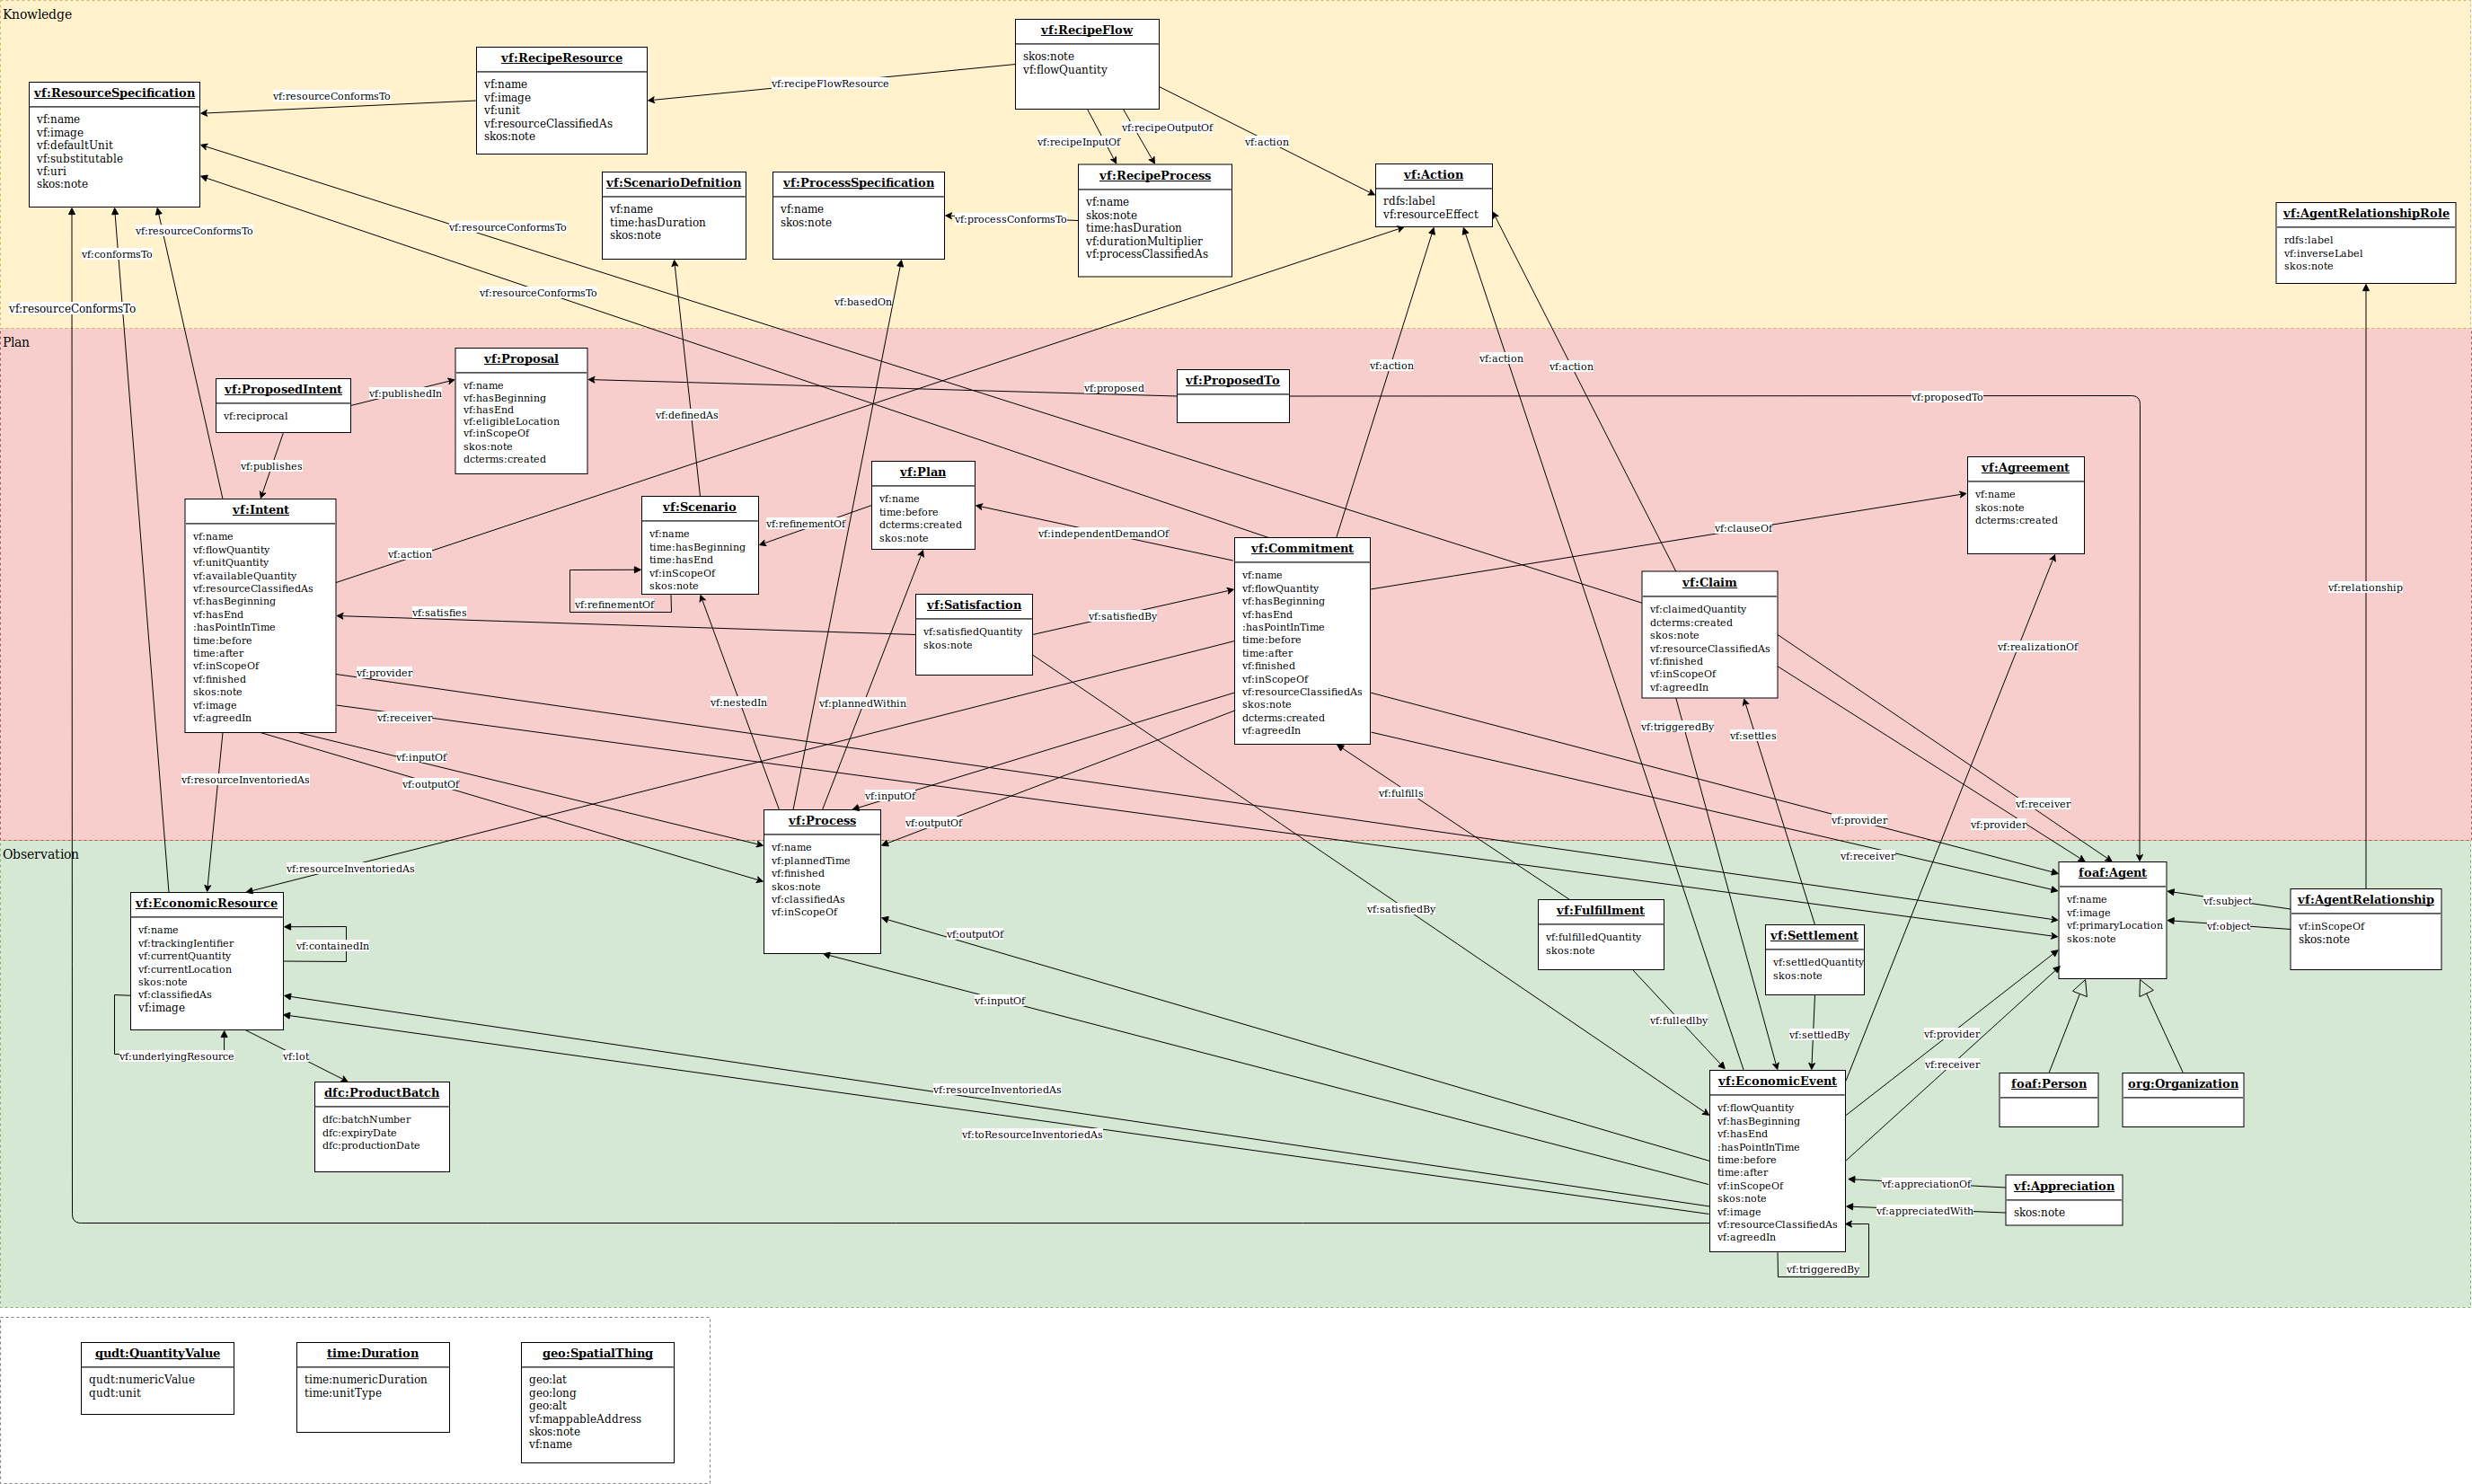 Knowledge
vf:RecipeFlow
skos:note
vf:flowQuantity
vf:RecipeResource
vf:name
vf:image
vf:unit
vf:resourceClassifiedAs
skos:note
vf:recipeFlowResource
vf:ResourceSpecification
vf:name
vf:image
vf:defaultUnit
vf:substitutable
vf:uri
skos:note
vf:resourceConformsTo
vf:recipeInputOf
vf:recipeOutputOf
vf:action
vf:ScenarioDefnition
vf:name
time:hasDuration
skos:note
vf:ProcessSpecification
vf:name
skos:note
vf:processConformsTo
vf:RecipeProcess
vf:name
skos:note
time:hasDuration
vf:durationMultiplier
vf:processClassifiedAs
vf:Action
rdfs:label
vf:resourceEffect
vf:AgentRelationshipRole
rdfs:label
vf:inverseLabel
skos:note
vf:resourceConformsTo
vf:conformsTo
vf:resourceConformsTo
vf:resourceConformsTo
vf:resourceConformsTo
vf:basedOn
Plan
vf:ProposedIntent
vf:reciprocal
vf:publishedIn
vf:publishes
vf:Proposal
vf:name
vf:hasBeginning
vf:hasEnd
vf:eligibleLocation
vf:inScopeOf
skos:note
dcterms:created
vf:definedAs
vf:proposed
vf:ProposedTo
vf:action
vf:action
vf:action
vf:proposedTo
vf:Intent
vf:name
vf:flowQuantity
vf:unitQuantity
vf:availableQuantity
vf:resourceClassifiedAs
vf:hasBeginning
vf:hasEnd
:hasPointInTime
time:before
time:after
vf:inScopeOf
vf:finished
skos:note
vf:image
vf:agreedIn
vf:action
vf:Scenario
vf:name
time:hasBeginning
time:hasEnd
vf:inScopeOf
skos:note
vf:refinementOf
vf:refinementOf
vf:Plan
vf:name
time:before
dcterms:created
skos:note
vf:independentDemandOf
vf:Satisfaction
vf:satisfiedQuantity
skos:note
vf:satisfies
vf:satisfiedBy
vf:Commitment
vf:name
vf:flowQuantity
vf:hasBeginning
vf:hasEnd
:hasPointInTime
time:before
time:after
vf:finished
vf:inScopeOf
vf:resourceClassifiedAs
skos:note
dcterms:created
vf:agreedIn
vf:clauseOf
vf:Claim
vf:claimedQuantity
dcterms:created
skos:note
vf:resourceClassifiedAs
vf:finished
vf:inScopeOf
vf:agreedIn
vf:Agreement
vf:name
skos:note
dcterms:created
vf:realizationOf
vf:relationship
vf:provider
vf:receiver
vf:nestedIn
vf:plannedWithin
vf:triggeredBy
vf:settles
vf:resourceInventoriedAs
vf:inputOf
vf:outputOf
vf:inputOf
vf:outputOf
vf:fulfills
vf:provider
vf:receiver
vf:provider
vf:receiver
Observation
vf:resourceInventoriedAs
vf:Process
vf:name
vf:plannedTime
vf:finished
skos:note
vf:classifiedAs
vf:inScopeOf
vf:EconomicResource
vf:name
vf:trackingIdentifier
vf:currentQuantity
vf:currentLocation
skos:note
vf:classifiedAs
vf:image
vf:containedIn
vf:underlyingResource
vf:lot
dfc:ProductBatch
dfc:batchNumber
dfc:expiryDate
dfc:productionDate
vf:outputOf
vf:inputOf
vf:resourceInventoriedAs
vf:toResourceInventoriedAs
vf:satisfiedBy
vf:Fulfillment
vf:fulfilledQuantity
skos:note
vf:fulledlby
vf:Settlement
vf:settledQuantity
skos:note
vf:settledBy
foaf:Agent
vf:name
vf:image
vf:primaryLocation
skos:note
vf:subject
vf:object
vf:AgentRelationship
vf:inScopeOf
skos:note
vf:provider
vf:receiver
foaf:Person
org:Organization
vf:EconomicEvent
vf:flowQuantity
vf:hasBeginning
vf:hasEnd
:hasPointInTime
time:before
time:after
vf:inScopeOf
skos:note
vf:image
vf:resourceClassifiedAs
vf:agreedIn
vf:triggeredBy
vf:appreciationOf
vf:appreciatedWith
vf:Appreciation
skos:note
qudt:QuantityValue
qudt:numericValue
qudt:unit
time:Duration
time:numericDuration
time:unitType
geo:SpatialThing
geo:lat
geo:long
geo:alt
vf:mappableAddress
skos:note
vf:name